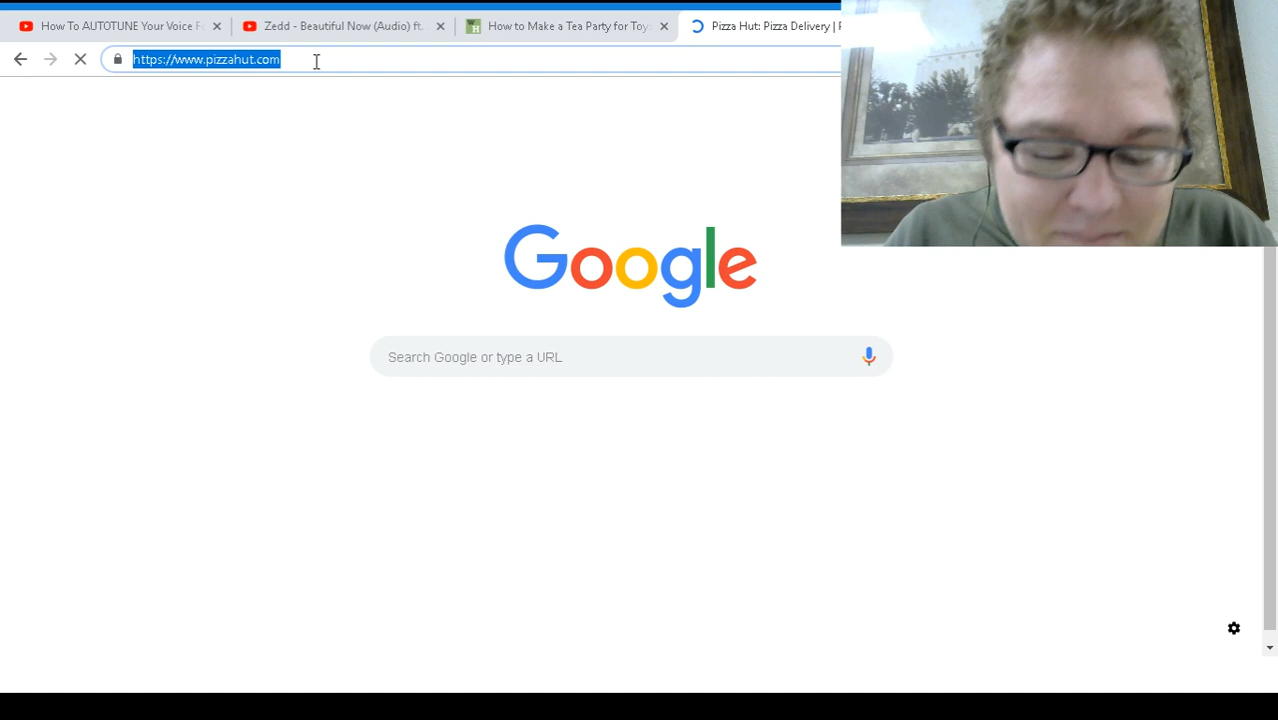 How To AUTOTUNE Your Voice F
Zedd - Beautiful Now (Audio) ft.
How to Make a Tea Party for Toys
Pizza Hut: Pizza Delivery |
https://www.pizzahut.com
Google
Search Google or type a URL